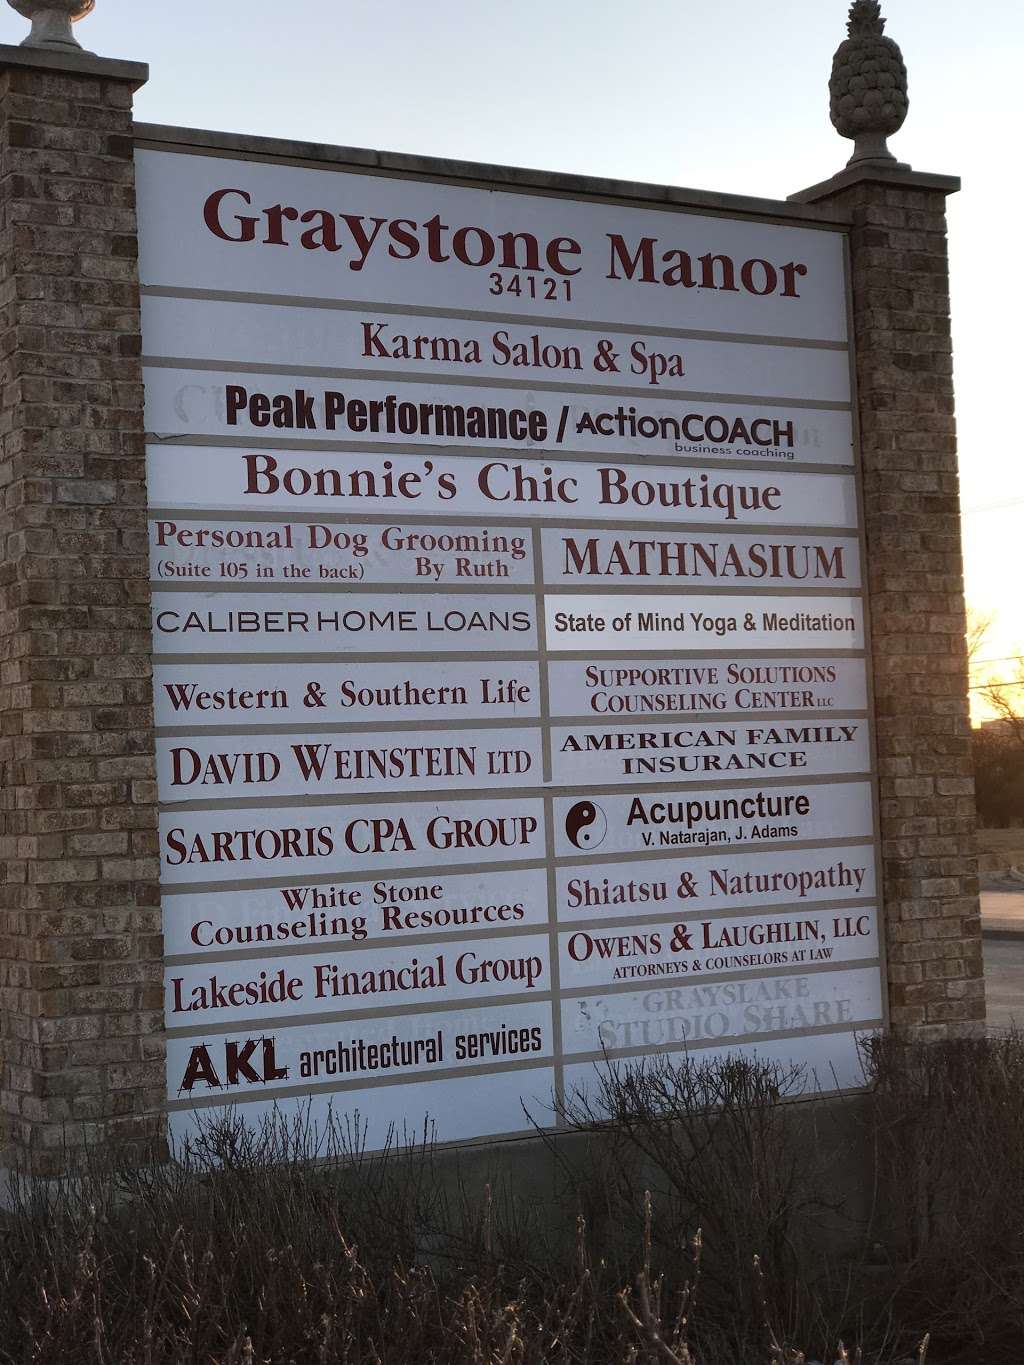 Graystone Manor
34121
Karma Salon & Spa
Peak Performance / ActionCOACH
business coaching
Bonnie's Chic Boutique
Personal Dog Grooming
(Suite 105 in the back) By Ruth
MATHNASIUM
CALIBER HOME LOANS
State of Mind Yoga & Meditation
Western & Southern Life
SUPPORTIVE SOLUTIONS
COUNSELING CENTER LLC
DAVID WEINSTEIN LTD
AMERICAN FAMILY
INSURANCE
SARTORIS CPA GROUP
Acupuncture
V. Natarajan, J. Adams
White Stone
Counseling Resources
Shiatsu & Naturopathy
Lakeside Financial Group
OWENS & LAUGHLIN, LLC
ATTORNEYS & COUNSELORS AT LAW
AKL architectural services
GRAYSLAKE
STUDIO SHARE